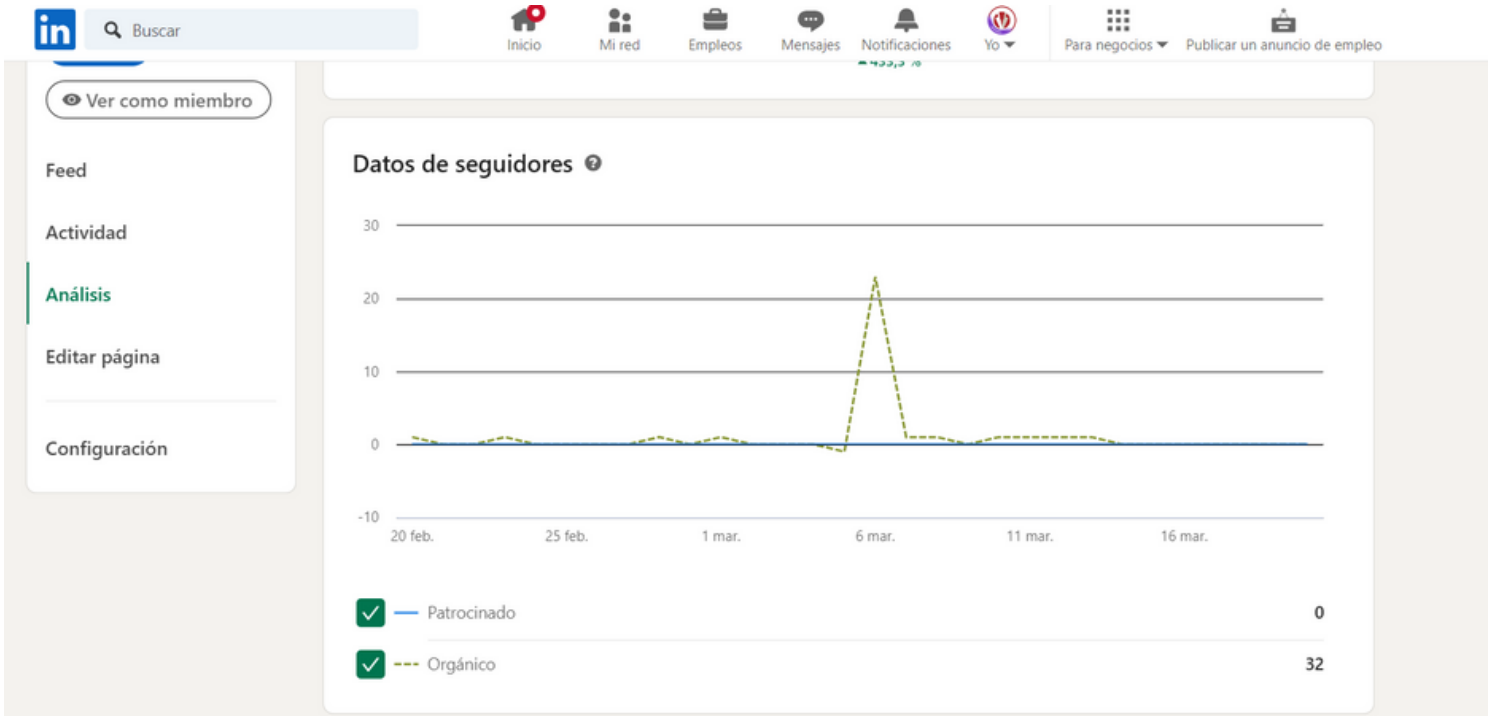 in
Buscar
Inicio
Mi red
Empleos
Mensajes
Notificaciones
Yo
Para negocios
Publicar un anuncio de empleo
Ver como miembro
Feed
Actividad
Análisis
Editar página
Configuración
Datos de seguidores
30
20
10
0
-10
20 feb.
25 feb.
1 mar.
6 mar.
11 mar.
16 mar.
Patrocinado
0
Orgánico
32